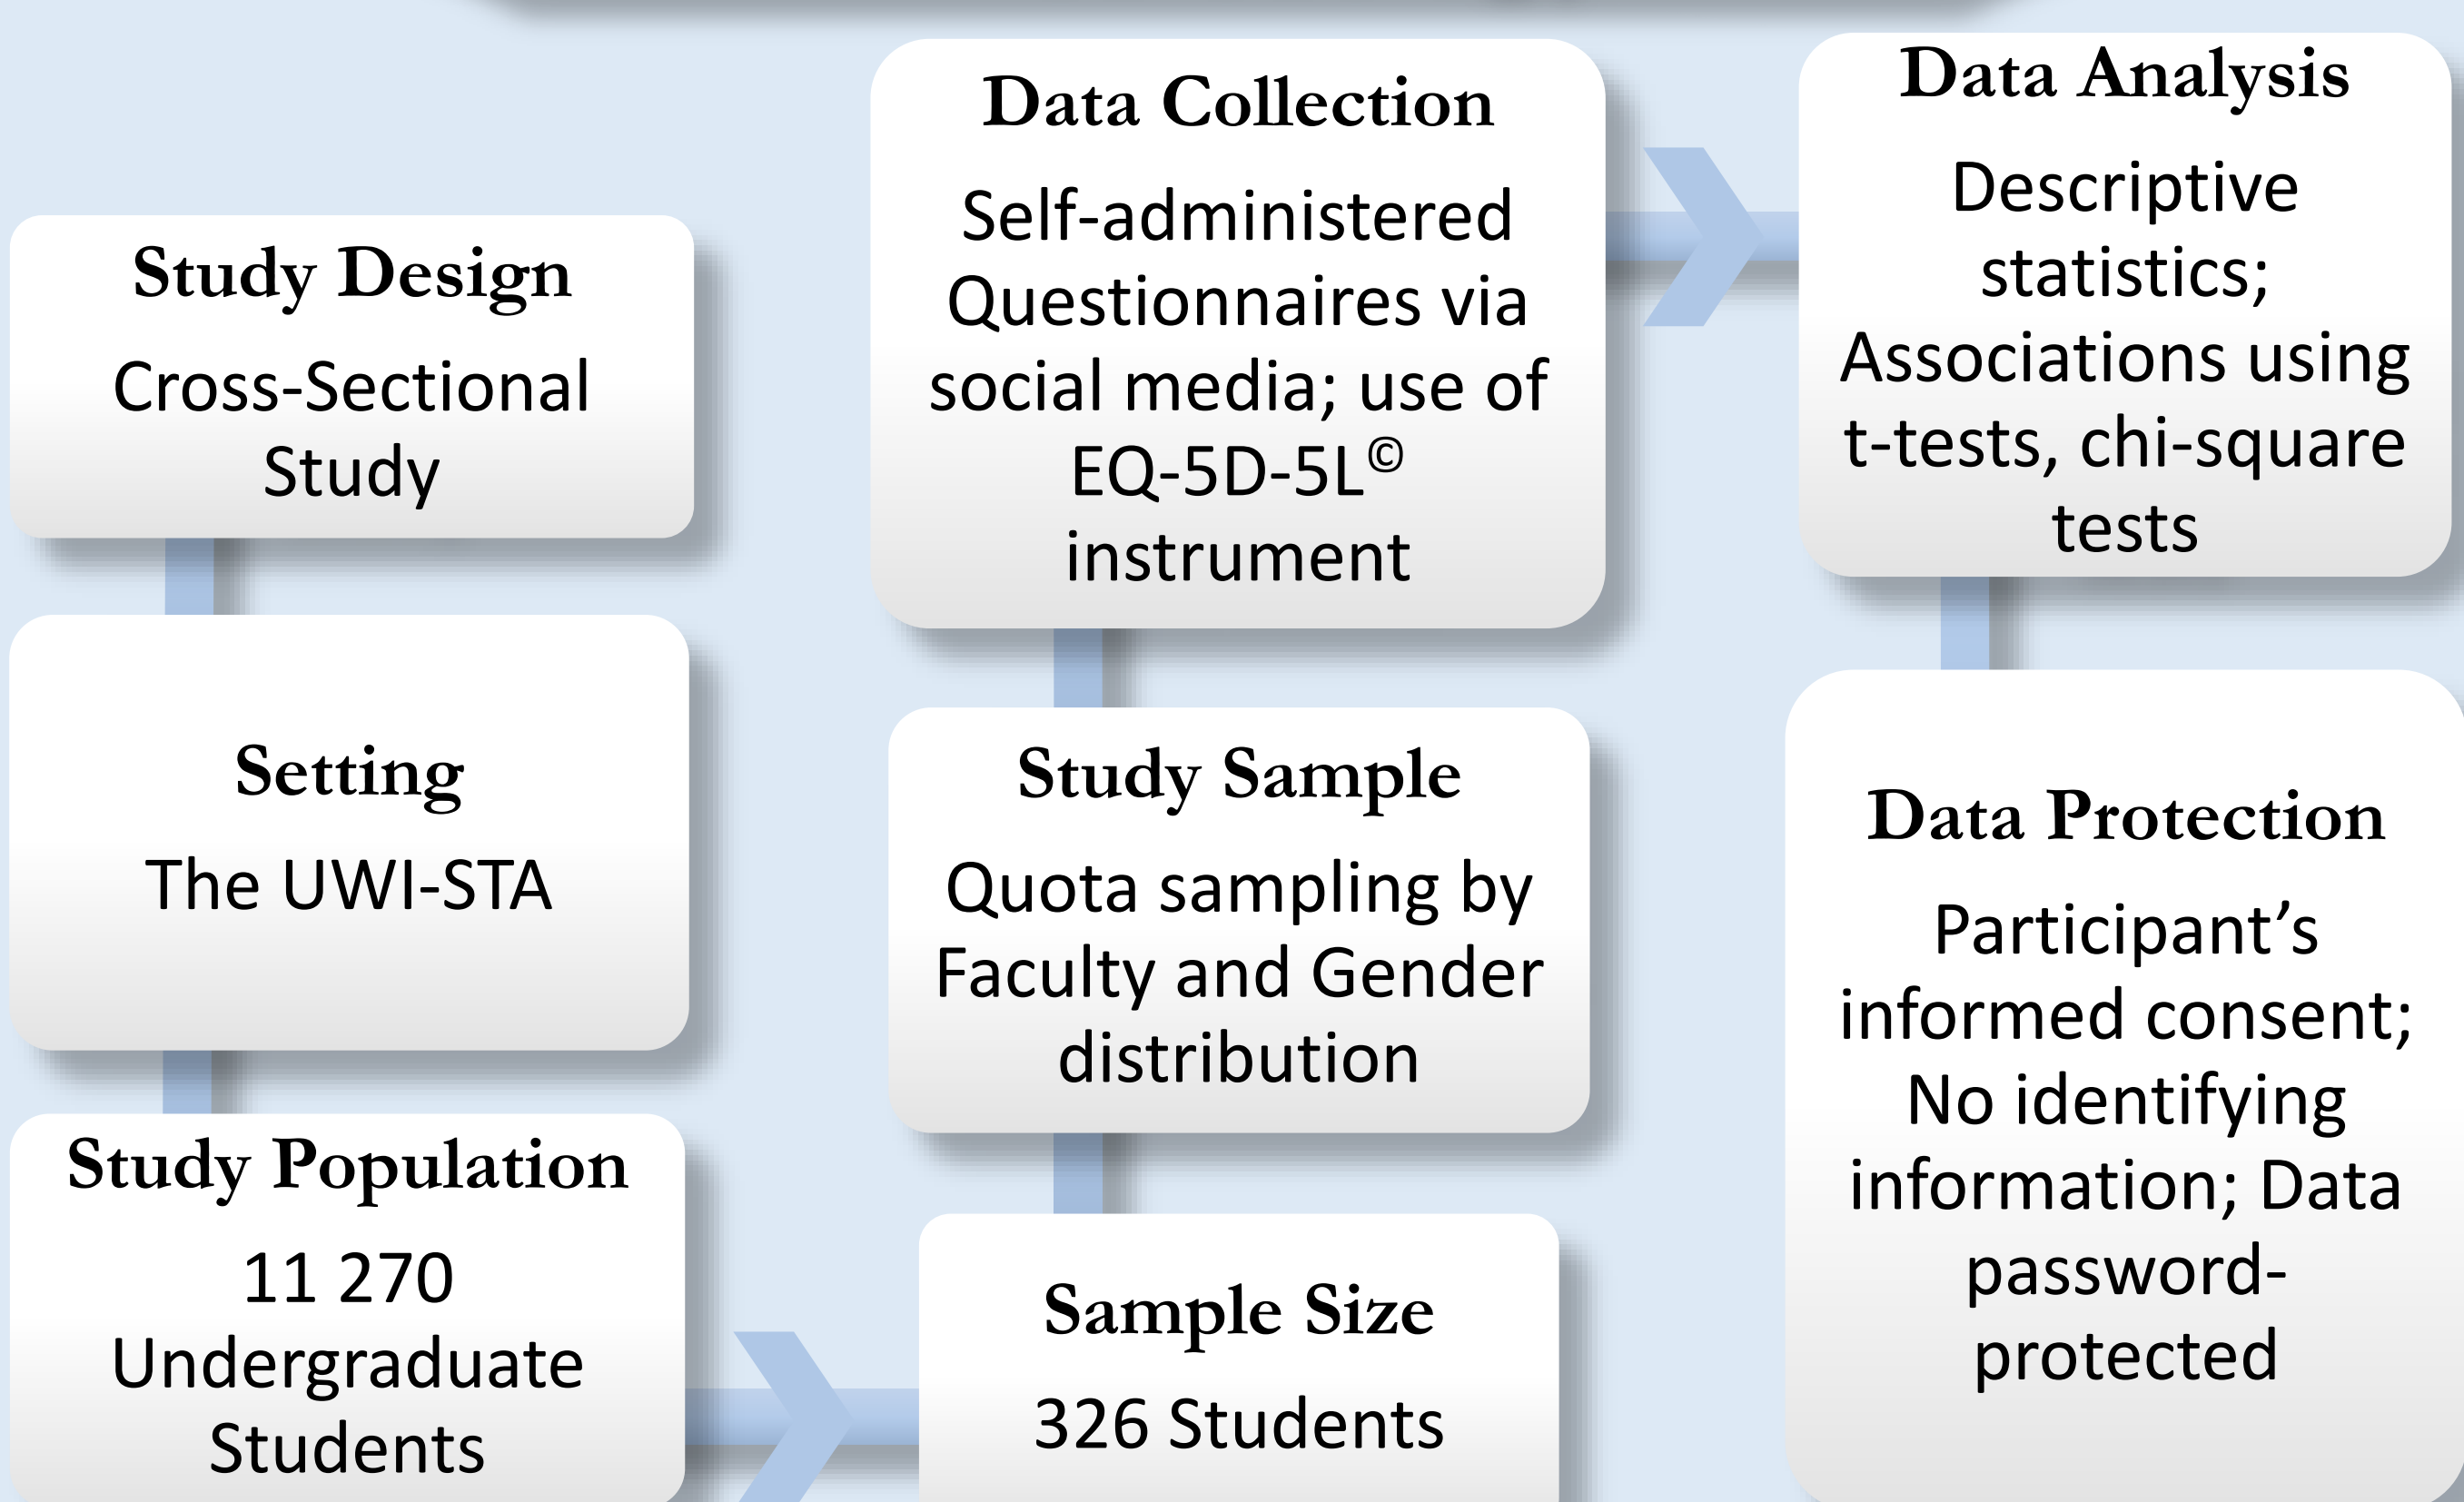 Study Design
Cross-Sectional
Study
Setting
The UWI-STA
Study Population
11 270
Undergraduate
Students
Sample Size
326 Students
Study Sample
Quota sampling by
Faculty and Gender
distribution
Data Collection
Self-administered
Questionnaires via
social media; use of
EQ-5D-5L©
instrument
Data Analysis
Descriptive
statistics;
Associations using
t-tests, chi-square
tests
Data Protection
Participant’s
informed consent;
No identifying
information; Data
password-
protected